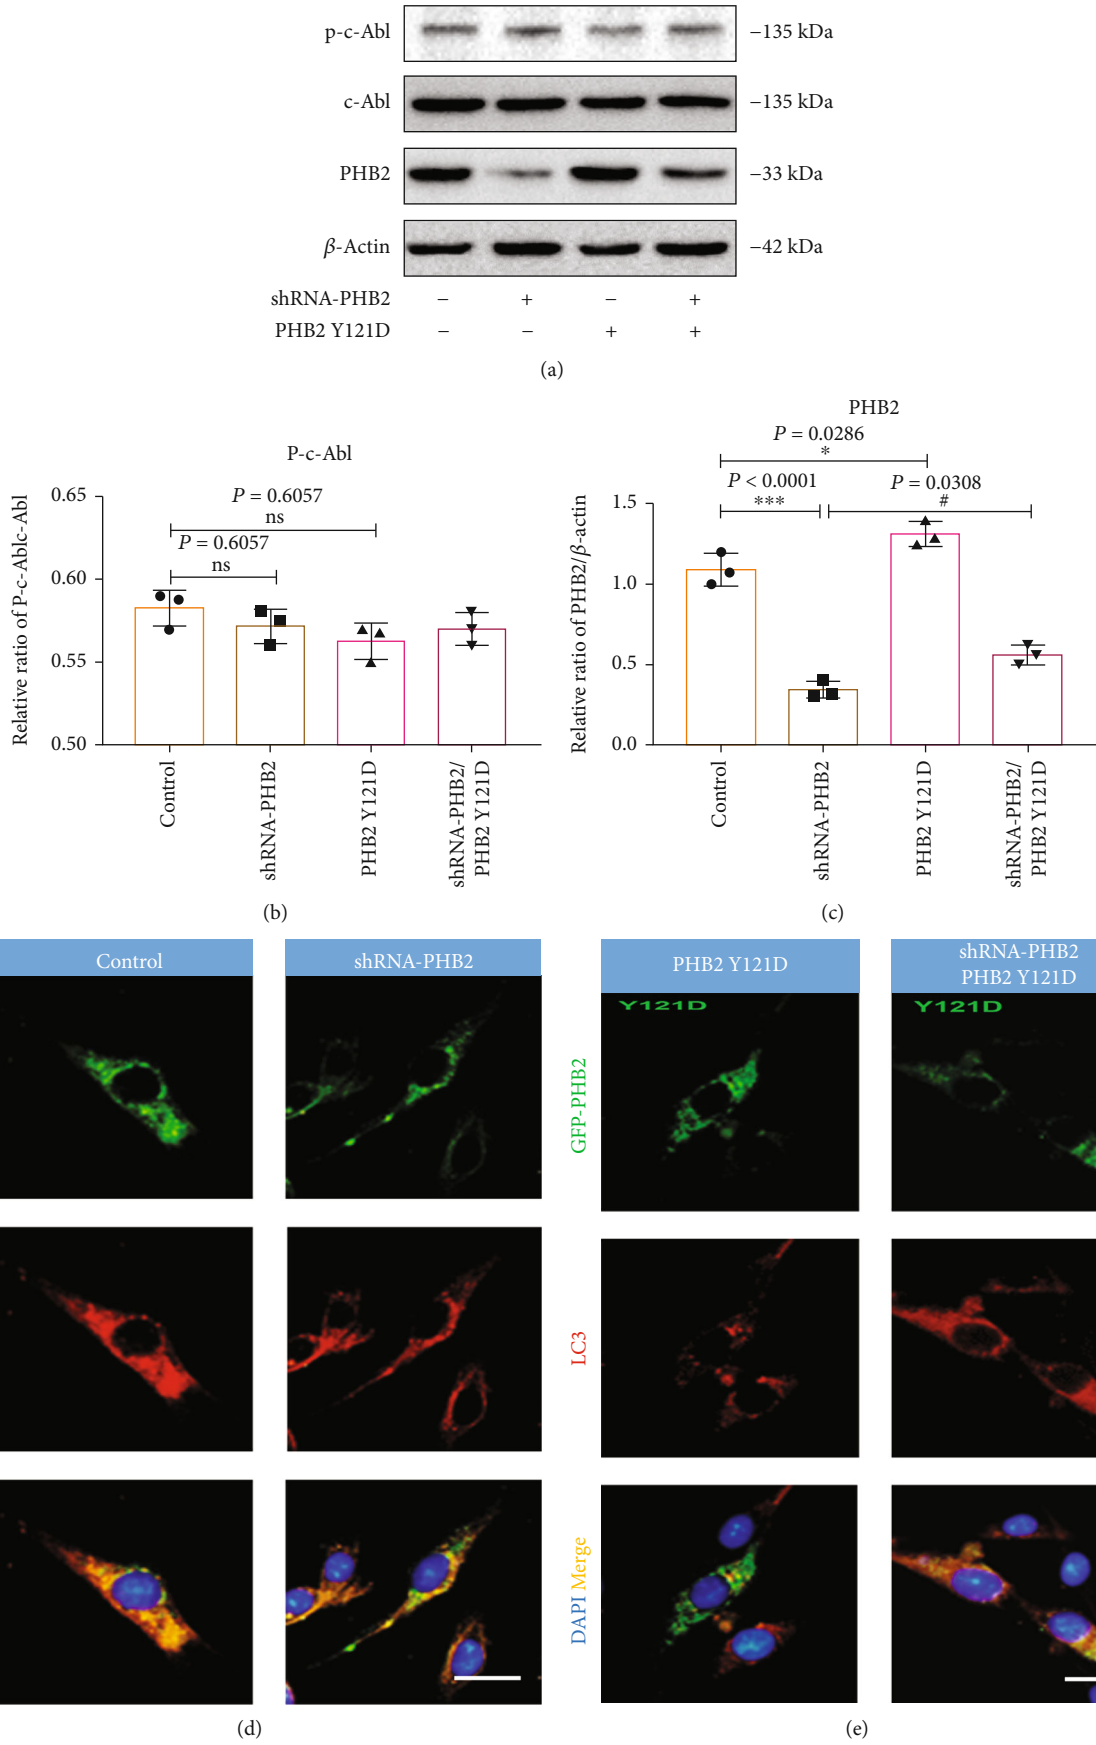 p-c-Abl
−135 kDa
c-Abl
−135 kDa
PHB2
−33 kDa
β-Actin
−42 kDa
shRNA-PHB2 − + − +
PHB2 Y121D − − + +
(a)
P-c-Abl
P = 0.6057
ns
P = 0.6057
ns
Relative ratio of P-c-Ablc-Abl
0.65
0.60
0.55
0.50
Control
shRNA-PHB2
PHB2 Y121D
shRNA-PHB2/
PHB2 Y121D
(b)
PHB2
P = 0.0286
*
P < 0.0001
***
P = 0.0308
#
Relative ratio of PHB2/β-actin
1.5
1.0
0.5
0.0
Control
shRNA-PHB2
PHB2 Y121D
shRNA-PHB2/
PHB2 Y121D
(c)
Control
shRNA-PHB2
PHB2 Y121D
shRNA-PHB2
PHB2 Y121D
Y121D
Y121D
GFP-PHB2
LC3
DAPI Merge
(d)
(e)